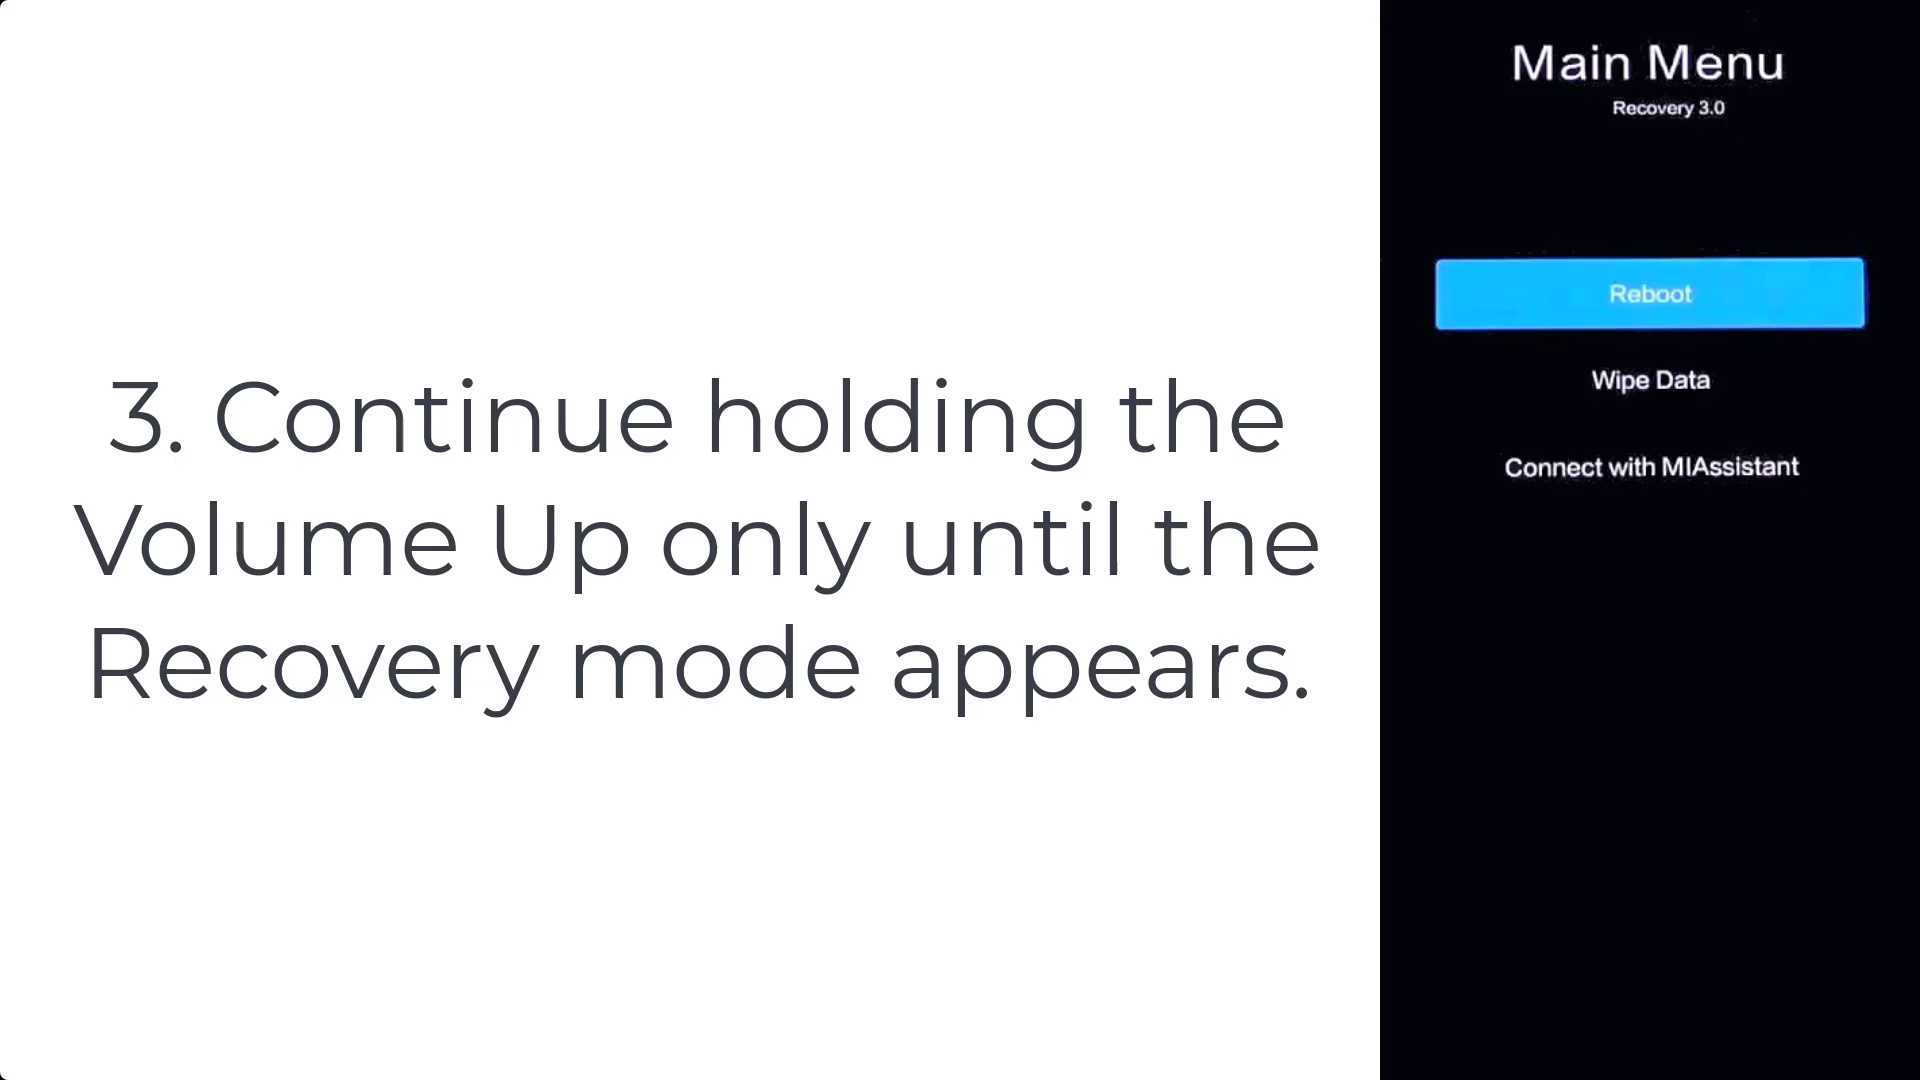 3. Continue holding the
Volume Up only until the
Recovery mode appears.
Main Menu
Recovery 3.0
Reboot
Wipe Data
Connect with MIAssistant